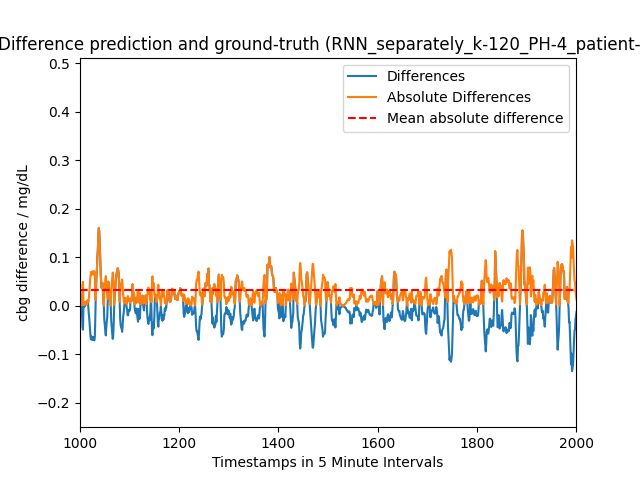 Difference prediction and ground-truth (RNN_separately_k-120_PH-4_patient-
Differences
Absolute Differences
Mean absolute difference
cbg difference / mg/dL
0.5
0.4
0.3
0.2
0.1
0.0
−0.1
−0.2
1000 1200 1400 1600 1800 2000
Timestamps in 5 Minute Intervals